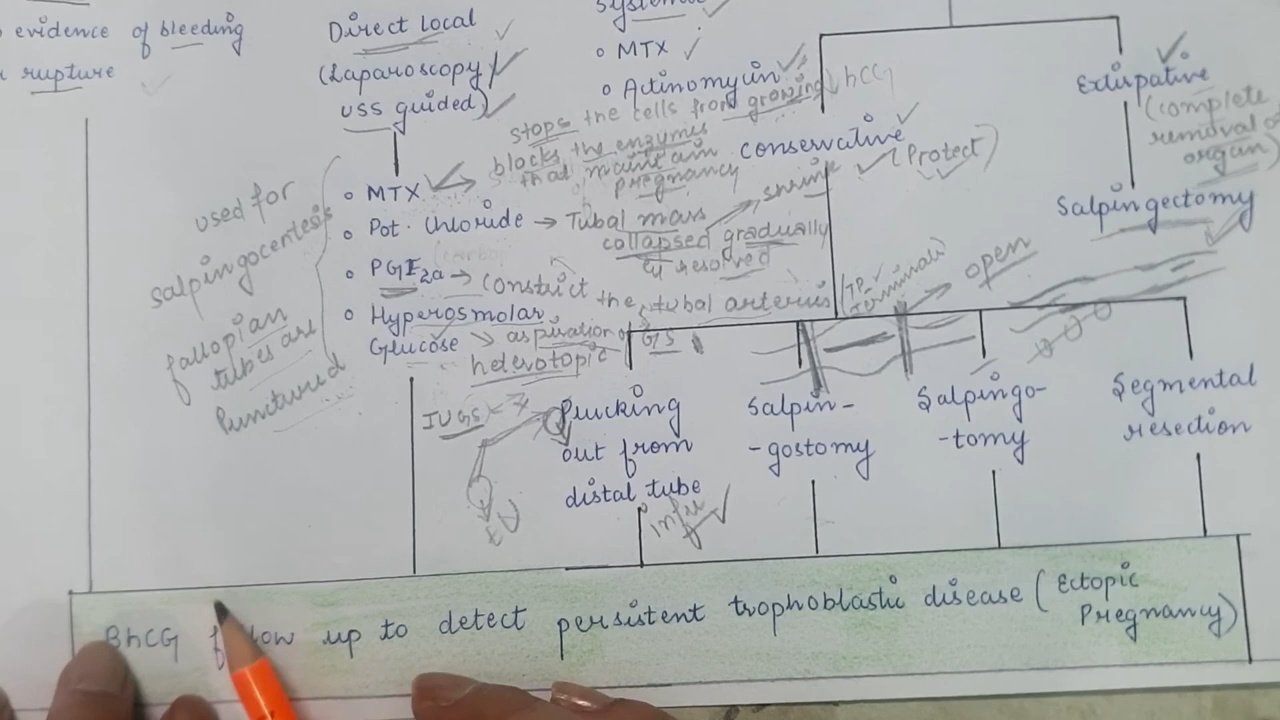 evidence of bleeding
rupture
Direct local
(Laparoscopy/
USS guided)
• MTX
• Actinomycin
hCG
stops the cells from growing
blocks the enzymes
that maintain
pregnancy
• MTX
• Pot. Chloride → Tubal mass
collapsed gradually
resolved
shrink
• PGF2α → constrict the tubal arteries
• Hyperosmolar
Glucose → aspiration of GS
heterotopic
used for
salpingocentesis
fallopian
tubes are
Punctured
IUGS
conservative
(Protect)
Extirpative
(complete
removal of
organ)
Salpingectomy
open
Plucking
out from
distal tube
Salpin-
-gostomy
Salpingo-
-tomy
Segmental
resection
BhCG follow up to detect persistent trophoblastic disease (Ectopic
Pregnancy)